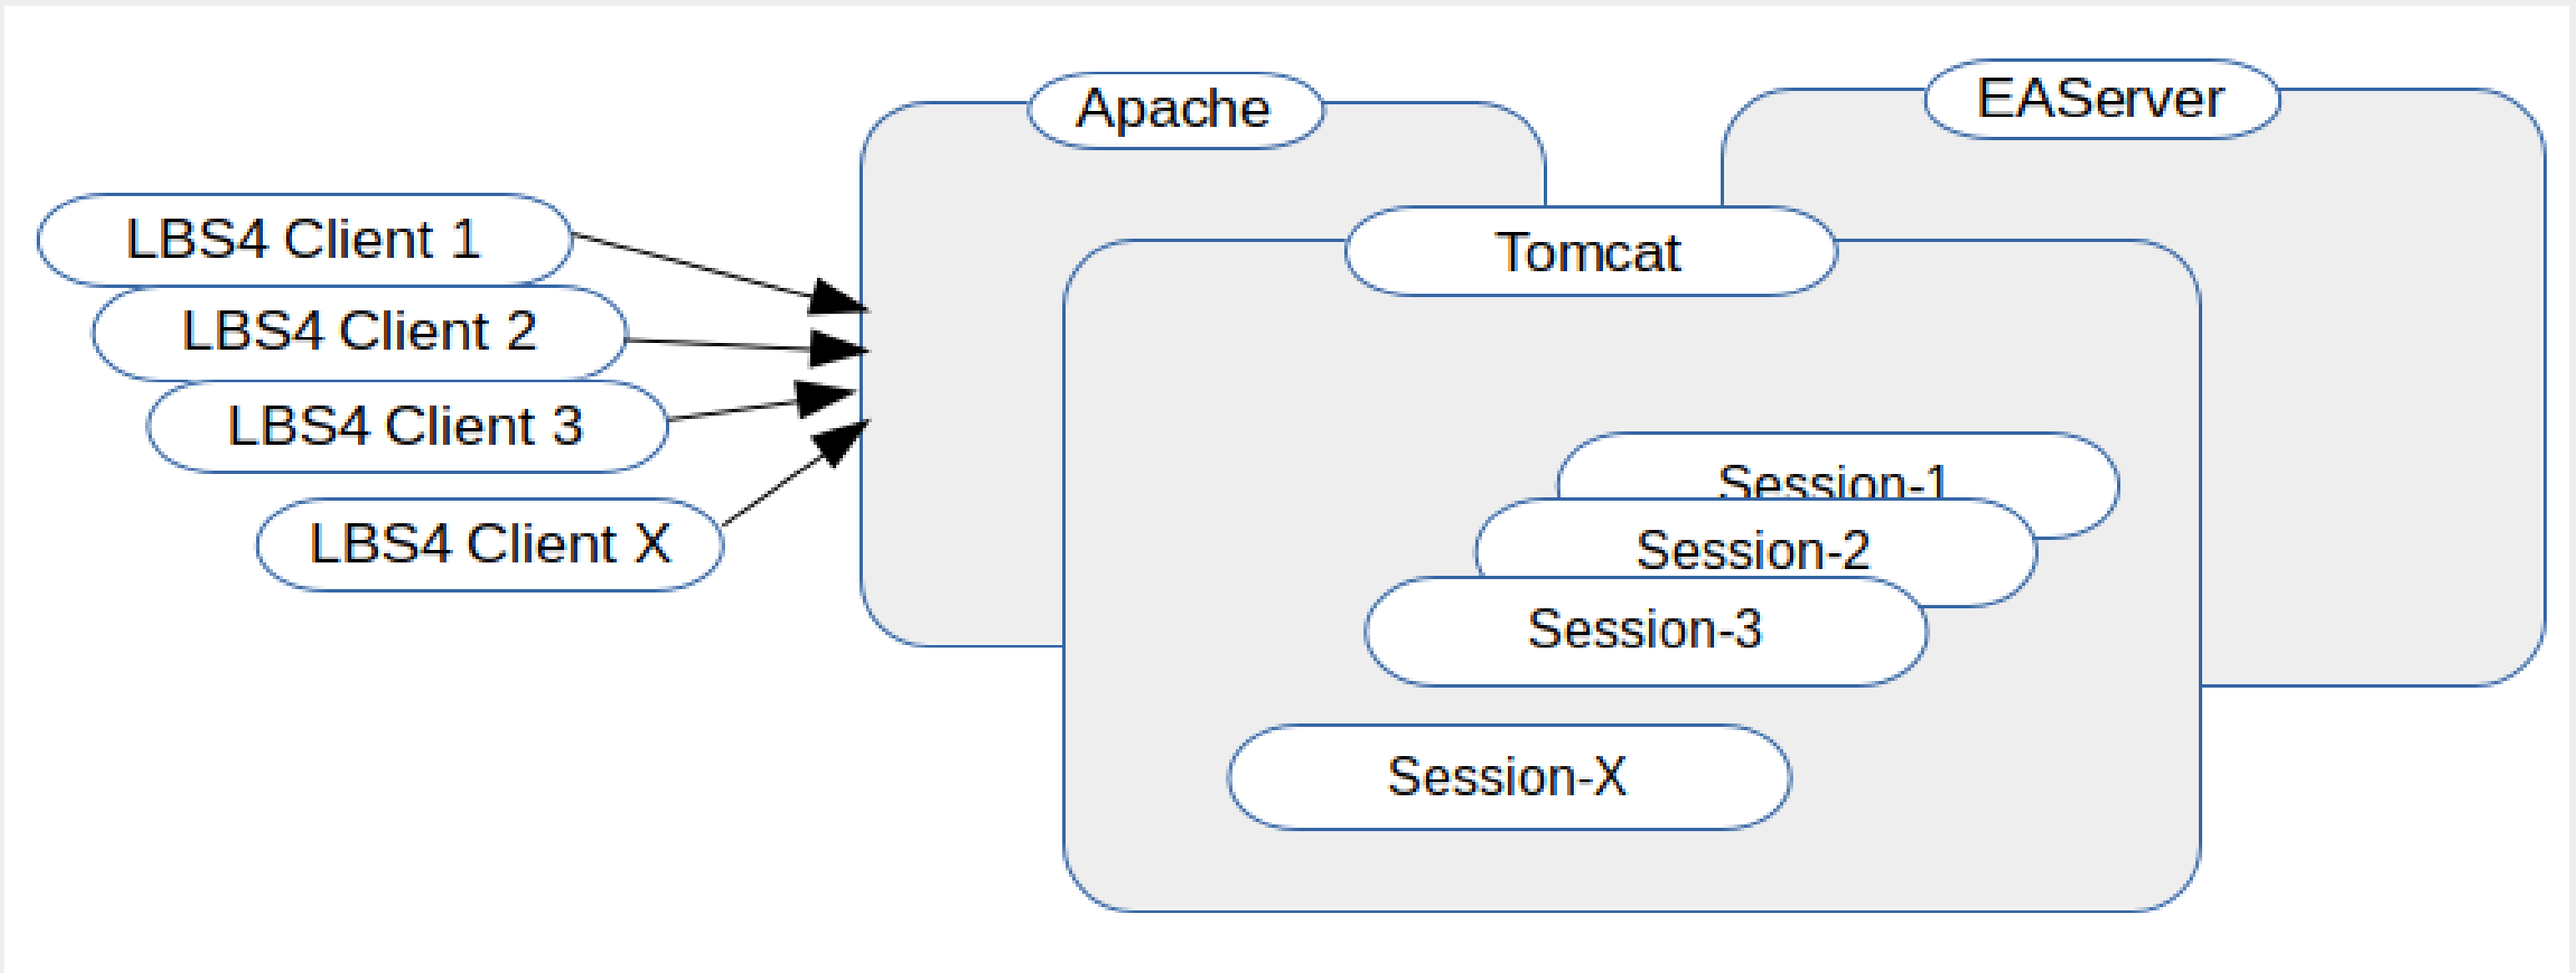 Apache
EAServer
Tomcat
LBS4 Client 1
LBS4 Client 2
LBS4 Client 3
LBS4 Client X
Session-1
Session-2
Session-3
Session-X